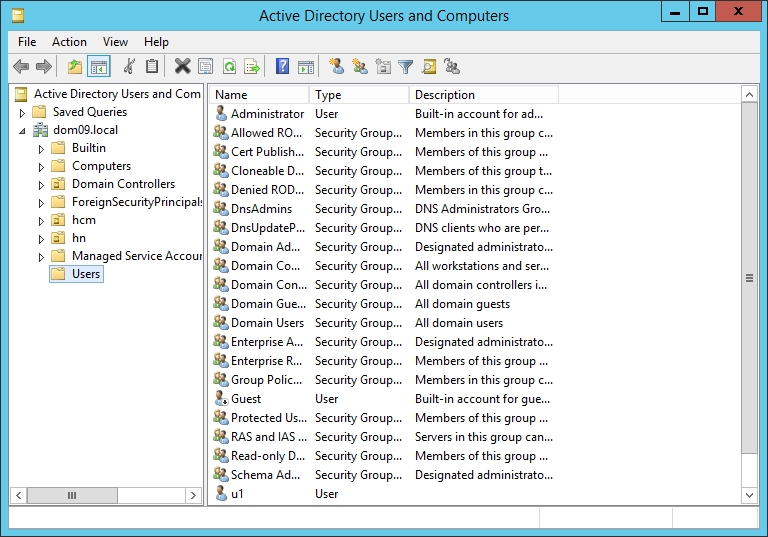 Active Directory Users and Computers
File Action View Help
Active Directory Users and Com
Saved Queries
dom09.local
Builtin
Computers
Domain Controllers
ForeignSecurityPrincipals
hcm
hn
Managed Service Accour
Users
Name Type Description
Administrator User Built-in account for ad...
Allowed RO... Security Group... Members in this group c...
Cert Publish... Security Group... Members of this group ...
Cloneable D... Security Group... Members of this group t...
Denied ROD... Security Group... Members in this group c...
DnsAdmins Security Group... DNS Administrators Gro...
DnsUpdateP... Security Group... DNS clients who are per...
Domain Ad... Security Group... Designated administrato...
Domain Co... Security Group... All workstations and ser...
Domain Con... Security Group... All domain controllers i...
Domain Gue... Security Group... All domain guests
Domain Users Security Group... All domain users
Enterprise A... Security Group... Designated administrato...
Enterprise R... Security Group... Members of this group ...
Group Polic... Security Group... Members in this group c...
Guest User Built-in account for gue...
Protected Us... Security Group... Members of this group ...
RAS and IAS ... Security Group... Servers in this group can...
Read-only D... Security Group... Members of this group ...
Schema Ad... Security Group... Designated administrato...
u1 User